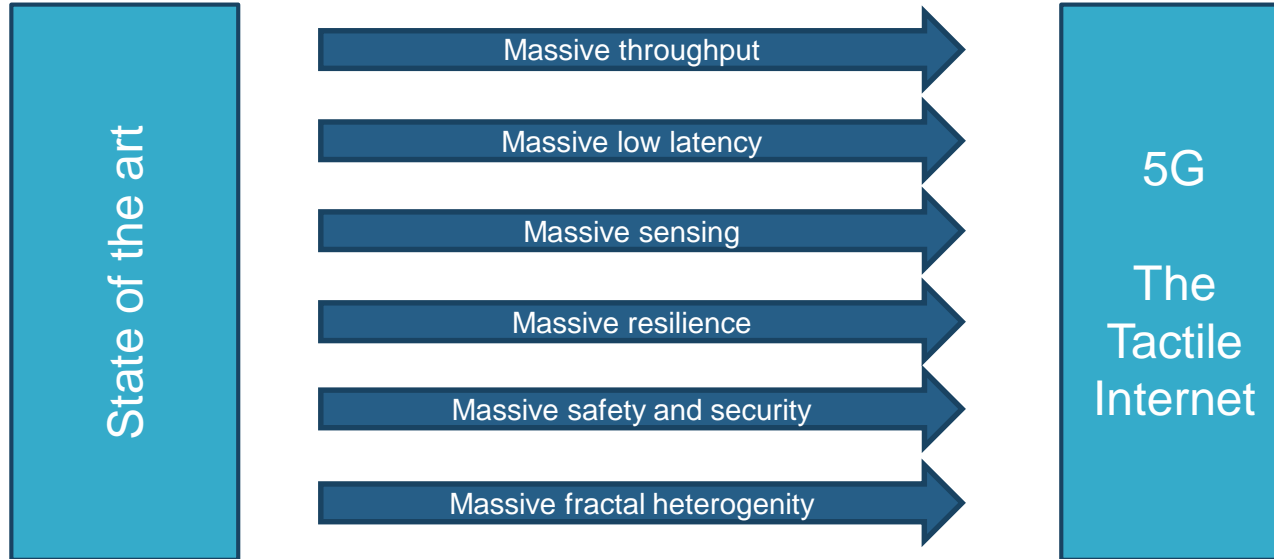 State of the art
Massive throughput
Massive low latency
Massive sensing
Massive resilience
Massive safety and security
Massive fractal heterogenity
5G
The
Tactile
Internet